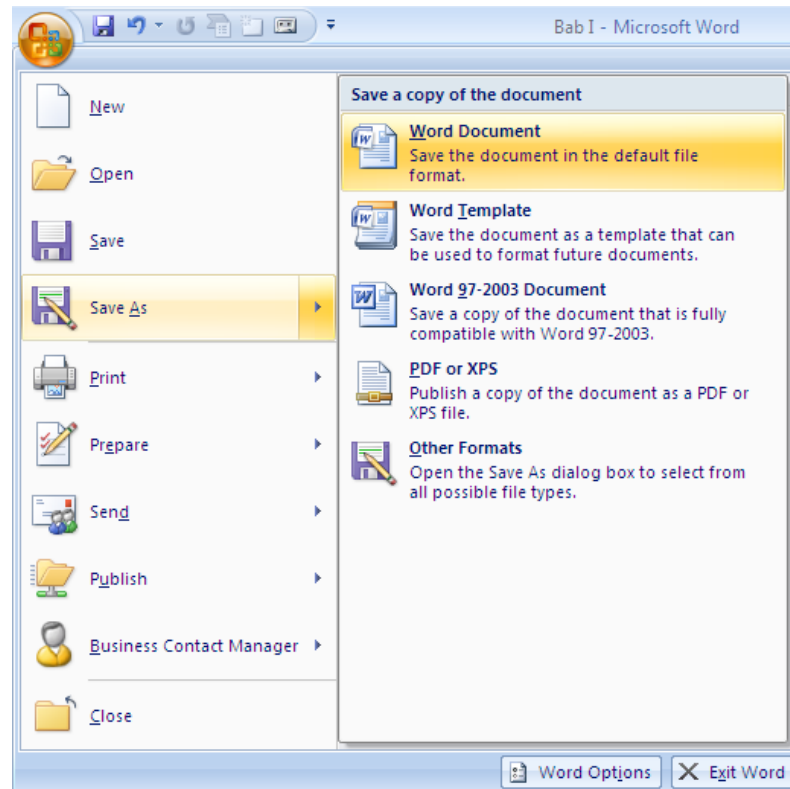 Bab I - Microsoft Word
New
Open
Save
Save As
Print
Prepare
Send
Publish
Business Contact Manager
Close
Save a copy of the document
Word Document
Save the document in the default file
format.
Word Template
Save the document as a template that can
be used to format future documents.
Word 97-2003 Document
Save a copy of the document that is fully
compatible with Word 97-2003.
PDF or XPS
Publish a copy of the document as a PDF or
XPS file.
Other Formats
Open the Save As dialog box to select from
all possible file types.
Word Options
Exit Word